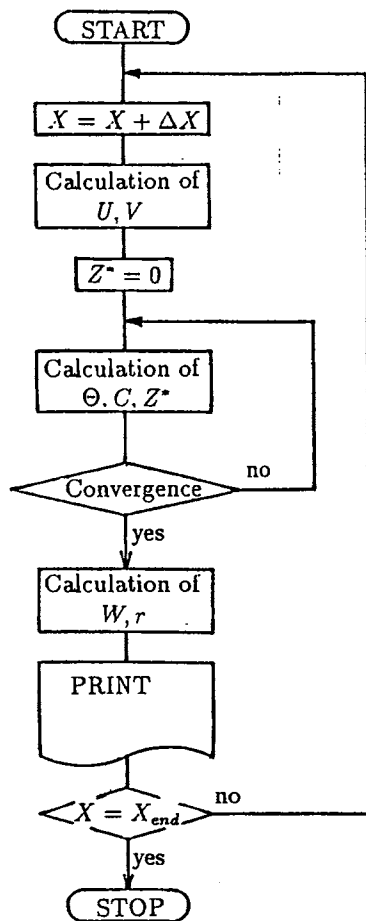 START
X = X + ΔX
Calculation of
U, V
Z* = 0
Calculation of
Θ, C, Z*
no
Convergence
yes
Calculation of
W, r
PRINT
no
X = X_end
yes
STOP